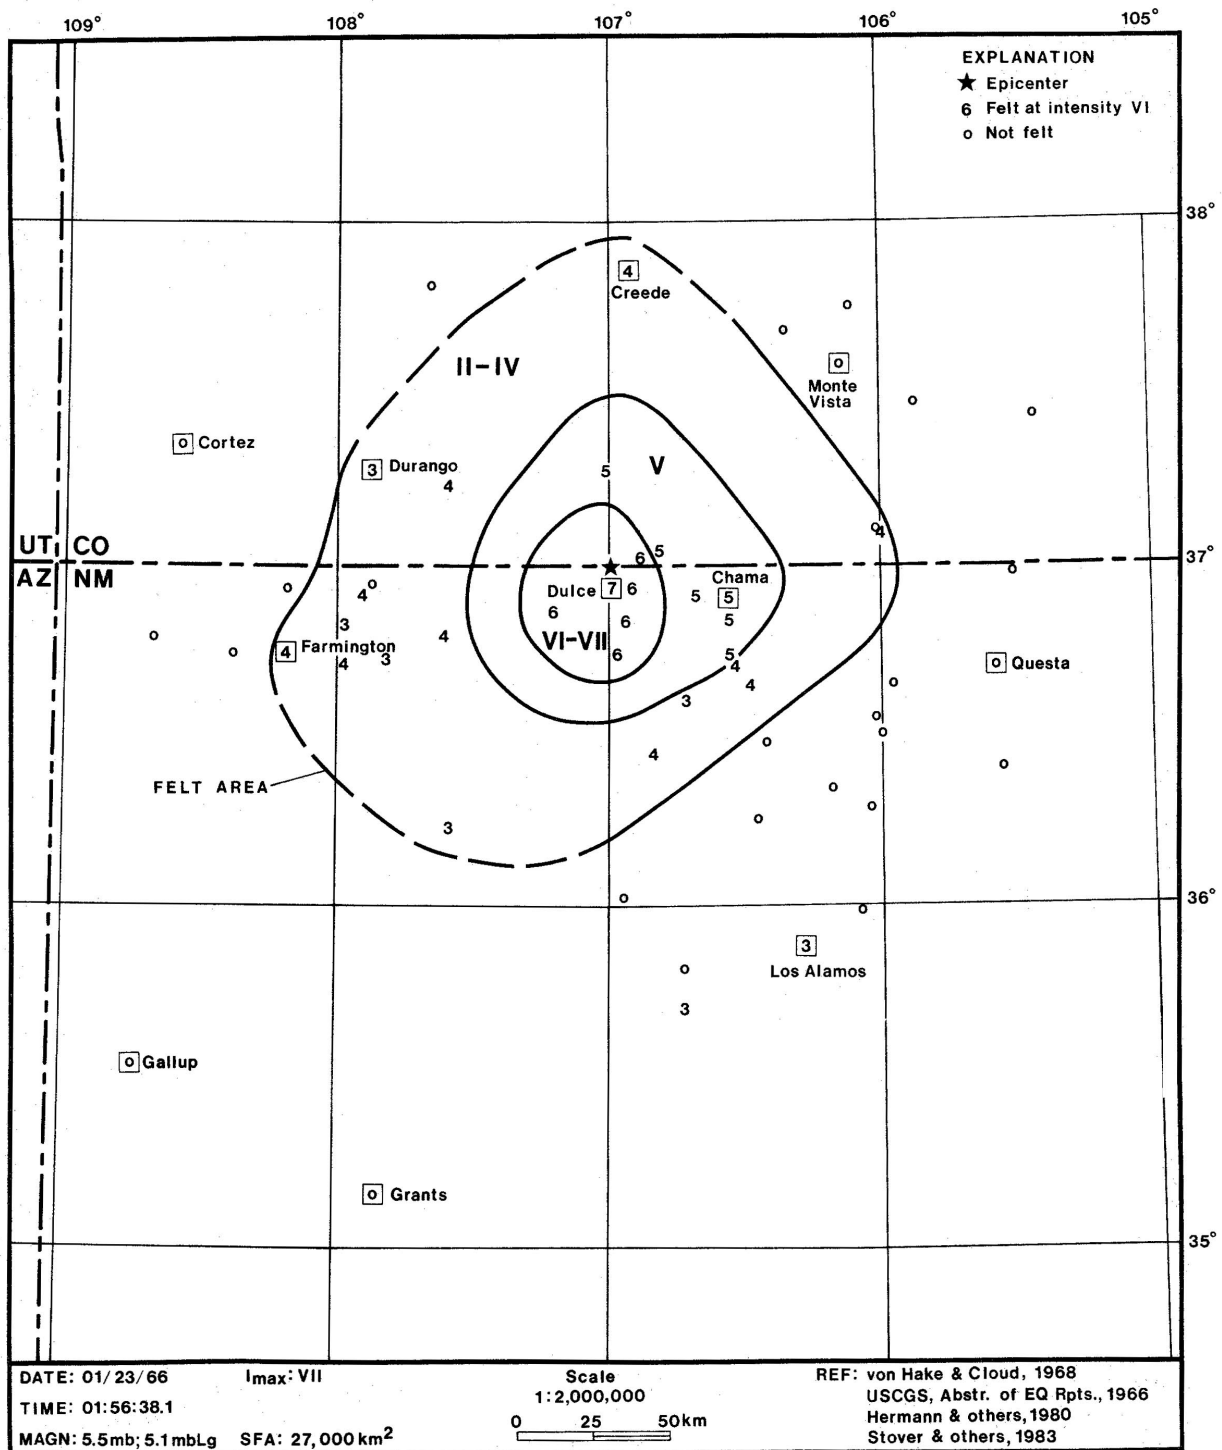 109° 108° 107° 106° 105°
EXPLANATION
★ Epicenter
6 Felt at intensity VI
o Not felt
38°
o
4
Creede
o
o
II-IV
o
Monte
Vista
o
o
o Cortez
V
3 Durango
5
4
o
4
UT CO
37°
AZ NM
6 5
o
Chama
o
o
4
Dulce 7 6
5
5
6
3
6
5
o
4
VI-VII
o
4 Farmington
4
3
6
5
4
o Questa
4
3
o
o
o
o
4
o
FELT AREA
o
o
o
3
36°
o
o
3
Los Alamos
o
3
o Gallup
o Grants
35°
DATE: 01/23/66 Imax: VII
TIME: 01:56:38.1
MAGN: 5.5mb; 5.1mbLg SFA: 27,000 km2
Scale
1:2,000,000
0 25 50km
REF: von Hake & Cloud, 1968
USCGS, Abstr. of EQ Rpts., 1966
Hermann & others, 1980
Stover & others, 1983